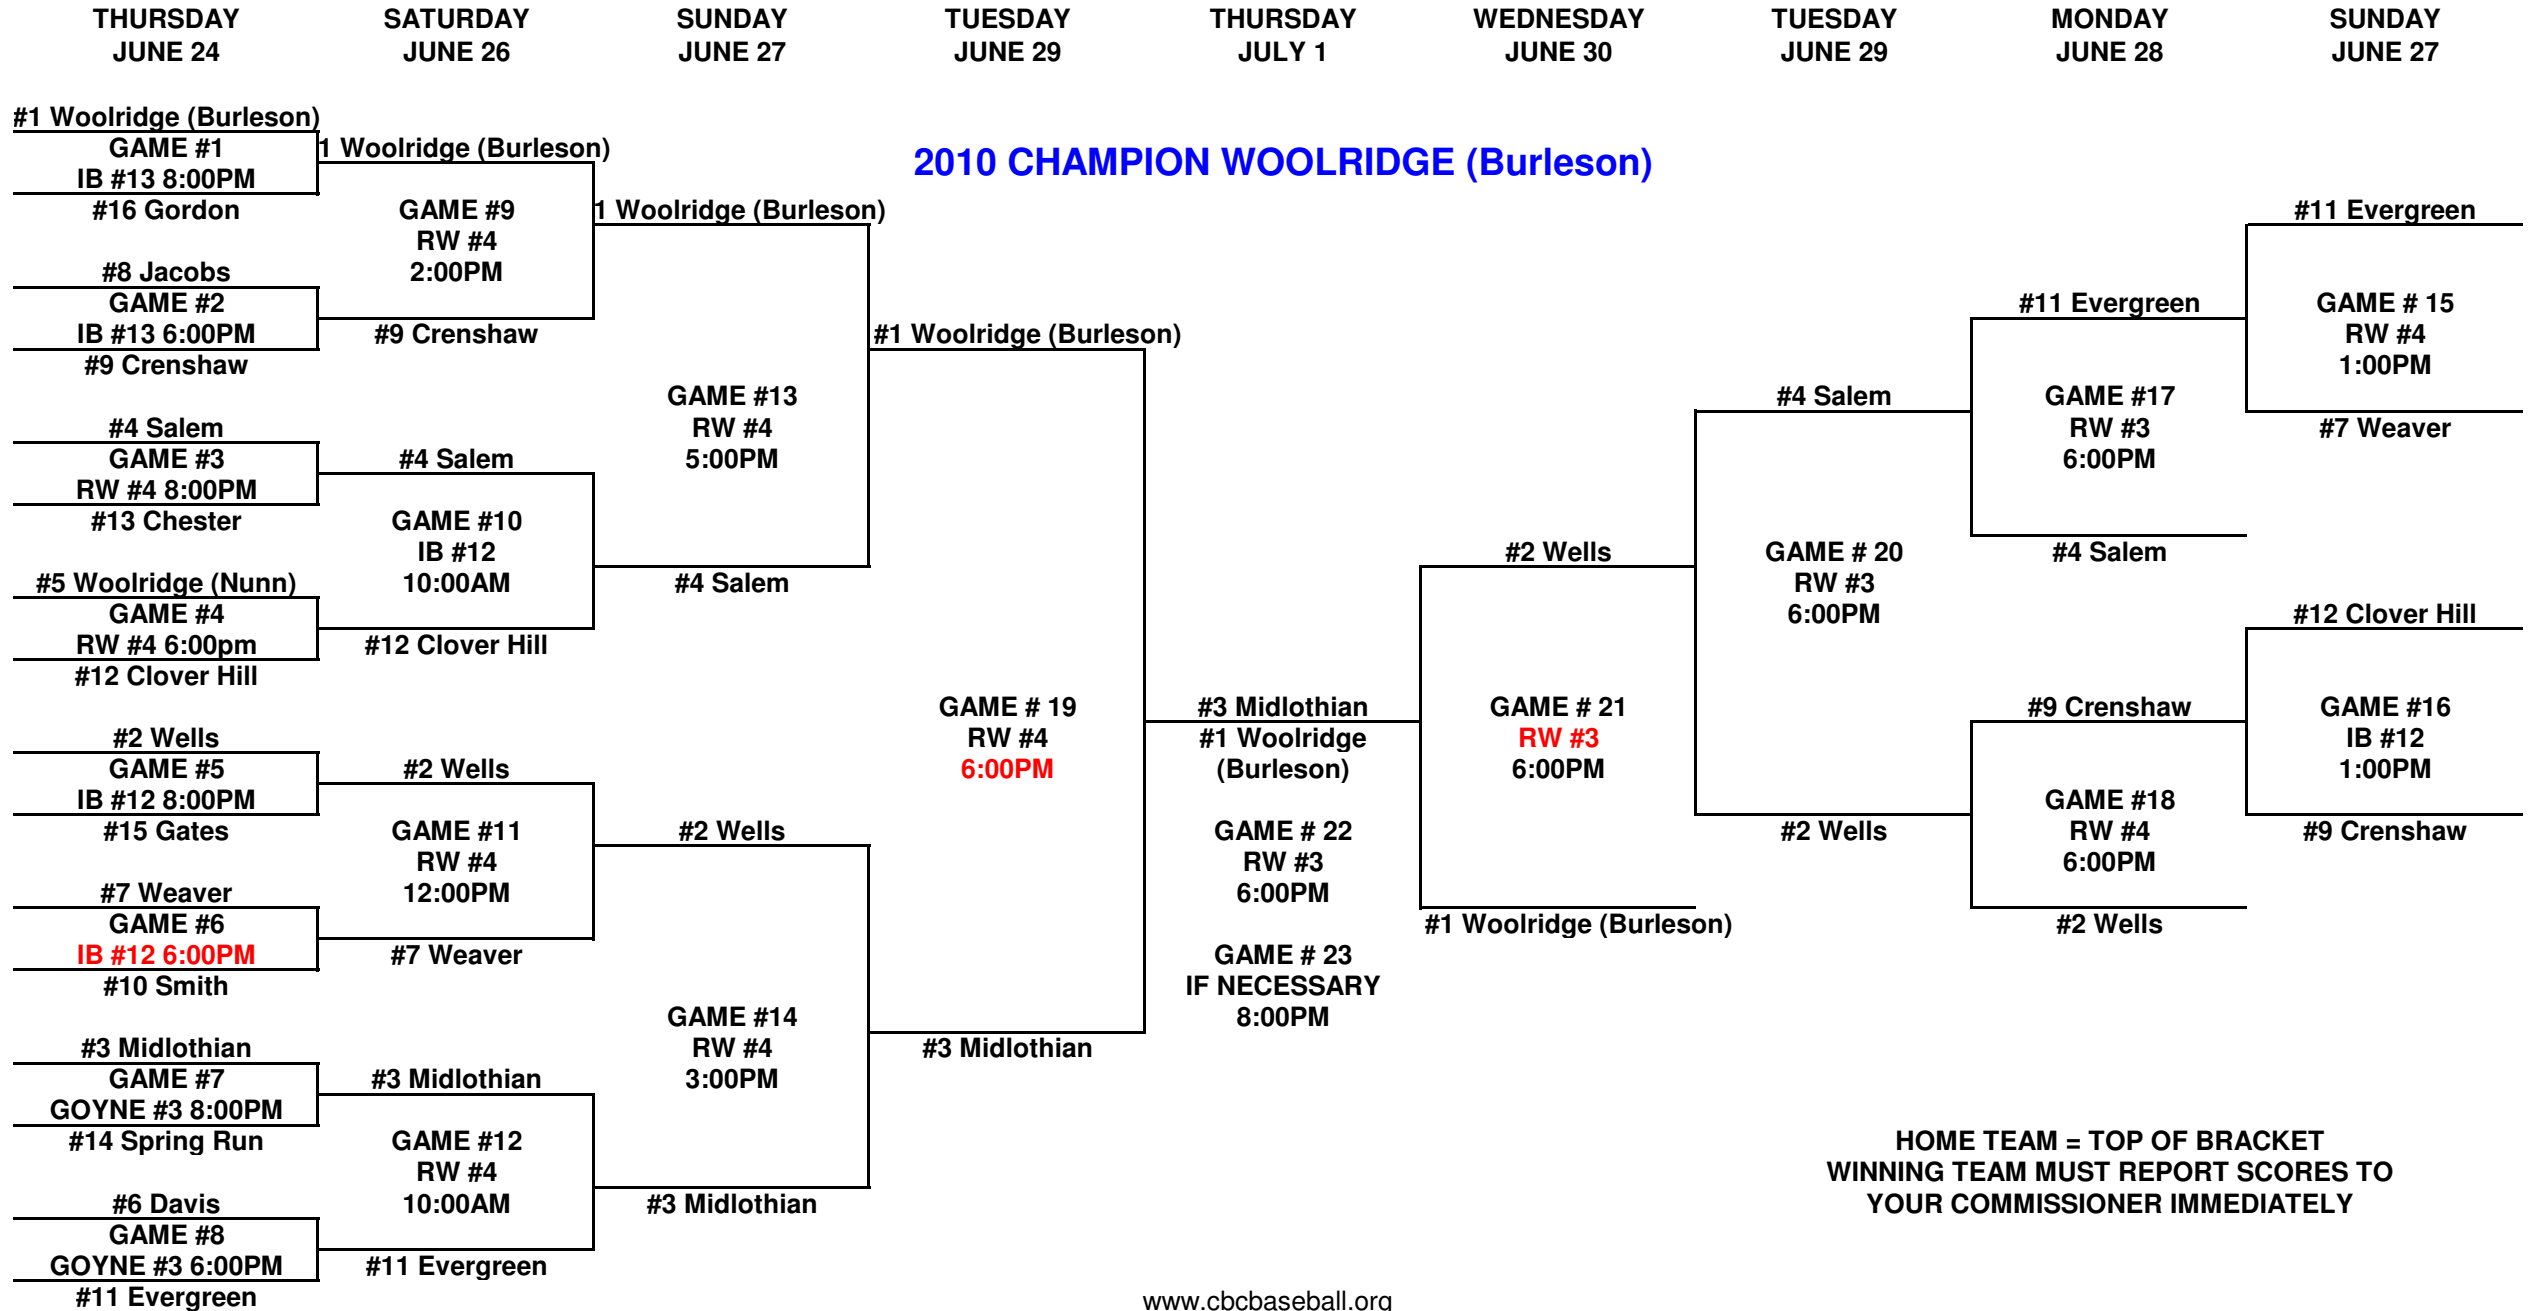 THURSDAY
JUNE 24
SATURDAY
JUNE 26
SUNDAY
JUNE 27
TUESDAY
JUNE 29
THURSDAY
JULY 1
WEDNESDAY
JUNE 30
TUESDAY
JUNE 29
MONDAY
JUNE 28
SUNDAY
JUNE 27
2010 CHAMPION WOOLRIDGE (Burleson)
#1 Woolridge (Burleson)
GAME #1
IB #13 8:00PM
#16 Gordon
#8 Jacobs
GAME #2
IB #13 6:00PM
#9 Crenshaw
#4 Salem
GAME #3
RW #4 8:00PM
#13 Chester
#5 Woolridge (Nunn)
GAME #4
RW #4 6:00pm
#12 Clover Hill
#2 Wells
GAME #5
IB #12 8:00PM
#15 Gates
#7 Weaver
GAME #6
IB #12 6:00PM
#10 Smith
#3 Midlothian
GAME #7
GOYNE #3 8:00PM
#14 Spring Run
#6 Davis
GAME #8
GOYNE #3 6:00PM
#11 Evergreen
1 Woolridge (Burleson)
GAME #9
RW #4
2:00PM
#9 Crenshaw
#4 Salem
GAME #10
IB #12
10:00AM
#12 Clover Hill
#2 Wells
GAME #11
RW #4
12:00PM
#7 Weaver
#3 Midlothian
GAME #12
RW #4
10:00AM
#11 Evergreen
1 Woolridge (Burleson)
GAME #13
RW #4
5:00PM
#4 Salem
#2 Wells
GAME #14
RW #4
3:00PM
#3 Midlothian
#1 Woolridge (Burleson)
GAME # 19
RW #4
6:00PM
#3 Midlothian
#3 Midlothian
#1 Woolridge
(Burleson)
GAME # 22
RW #3
6:00PM
GAME # 23
IF NECESSARY
8:00PM
#2 Wells
GAME # 21
RW #3
6:00PM
#1 Woolridge (Burleson)
#4 Salem
GAME # 20
RW #3
6:00PM
#2 Wells
#11 Evergreen
GAME #17
RW #3
6:00PM
#4 Salem
#9 Crenshaw
GAME #18
RW #4
6:00PM
#2 Wells
#11 Evergreen
GAME # 15
RW #4
1:00PM
#7 Weaver
#12 Clover Hill
GAME #16
IB #12
1:00PM
#9 Crenshaw
HOME TEAM = TOP OF BRACKET
WINNING TEAM MUST REPORT SCORES TO
YOUR COMMISSIONER IMMEDIATELY
www.cbcbaseball.org